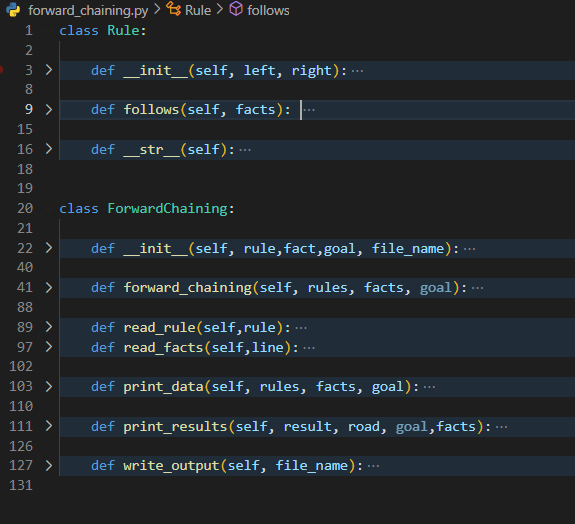 forward_chaining.py > Rule > follows
1 class Rule:
2
3 > def __init__(self, left, right): ···
8
9 > def follows(self, facts): ···
15
16 > def __str__(self): ···
18
19
20 class ForwardChaining:
21
22 > def __init__(self, rule,fact,goal, file_name): ···
40
41 > def forward_chaining(self, rules, facts, goal): ···
88
89 > def read_rule(self,rule): ···
97 > def read_facts(self,line): ···
102
103 > def print_data(self, rules, facts, goal): ···
110
111 > def print_results(self, result, road, goal,facts): ···
126
127 > def write_output(self, file_name): ···
131